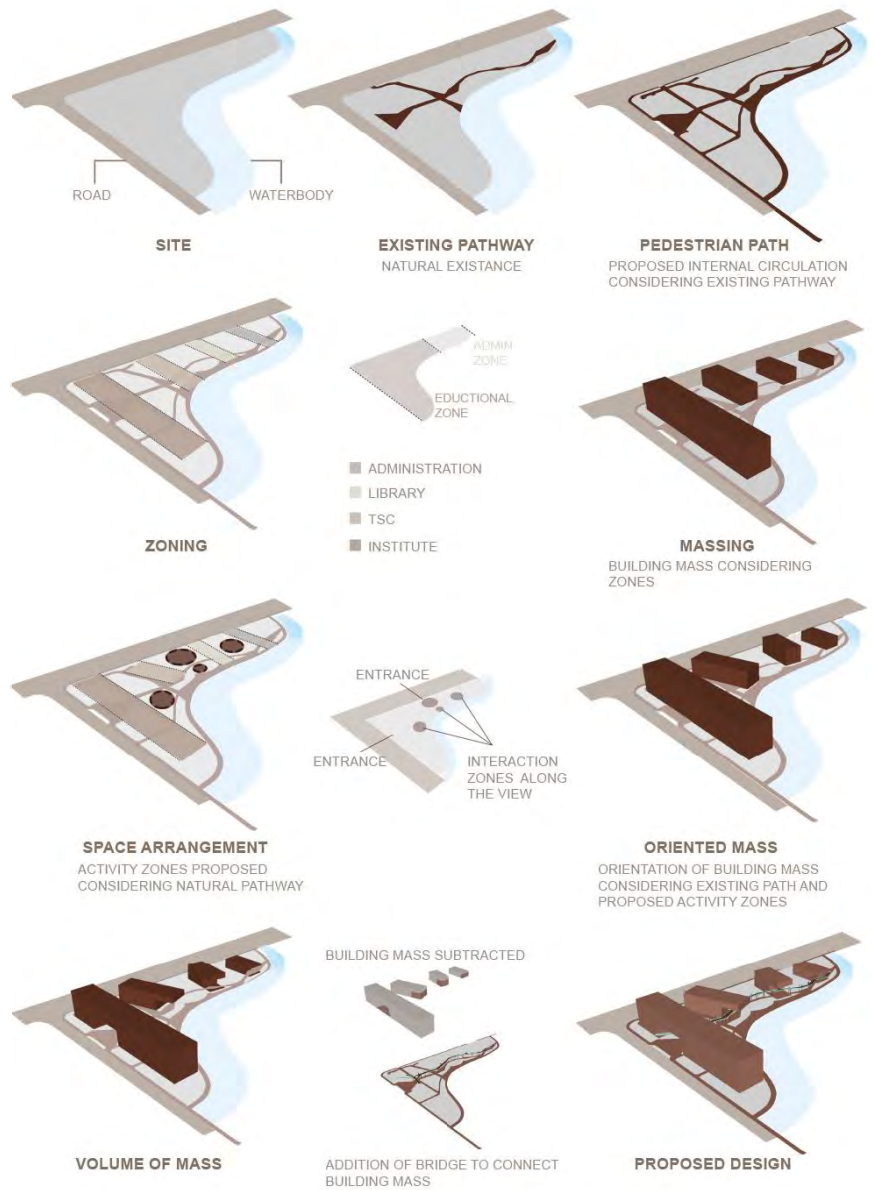 ROAD
WATERBODY
SITE
EXISTING PATHWAY
NATURAL EXISTANCE
PEDESTRIAN PATH
PROPOSED INTERNAL CIRCULATION
CONSIDERING EXISTING PATHWAY
ZONING
ADMIN
ZONE
EDUCTIONAL
ZONE
ADMINISTRATION
LIBRARY
TSC
INSTITUTE
MASSING
BUILDING MASS CONSIDERING
ZONES
SPACE ARRANGEMENT
ACTIVITY ZONES PROPOSED
CONSIDERING NATURAL PATHWAY
ENTRANCE
ENTRANCE
INTERACTION
ZONES ALONG
THE VIEW
ORIENTED MASS
ORIENTATION OF BUILDING MASS
CONSIDERING EXISTING PATH AND
PROPOSED ACTIVITY ZONES
VOLUME OF MASS
BUILDING MASS SUBTRACTED
ADDITION OF BRIDGE TO CONNECT
BUILDING MASS
PROPOSED DESIGN